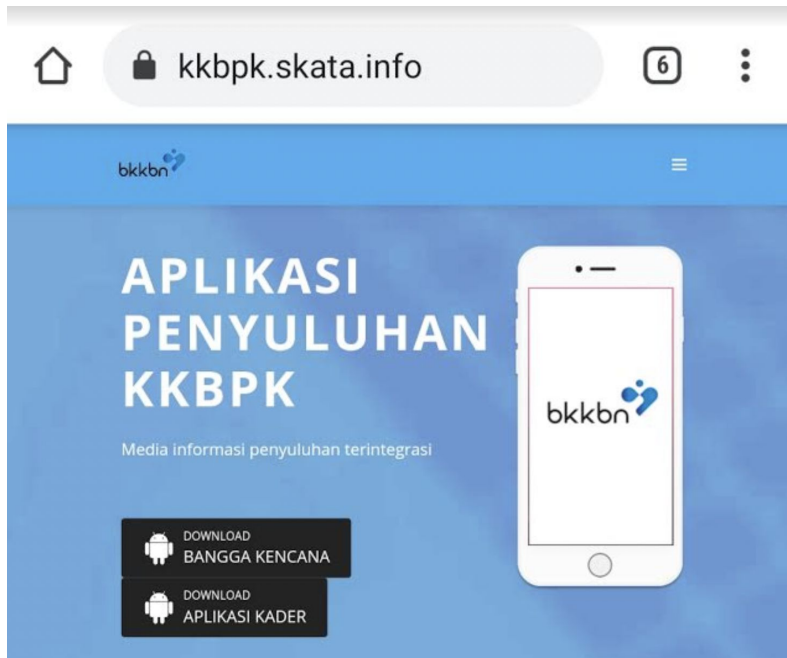 kkbpk.skata.info
6
bkkbn
APLIKASI
PENYULUHAN
KKBPK
Media informasi penyuluhan terintegrasi
bkkbn
DOWNLOAD
BANGGA KENCANA
DOWNLOAD
APLIKASI KADER